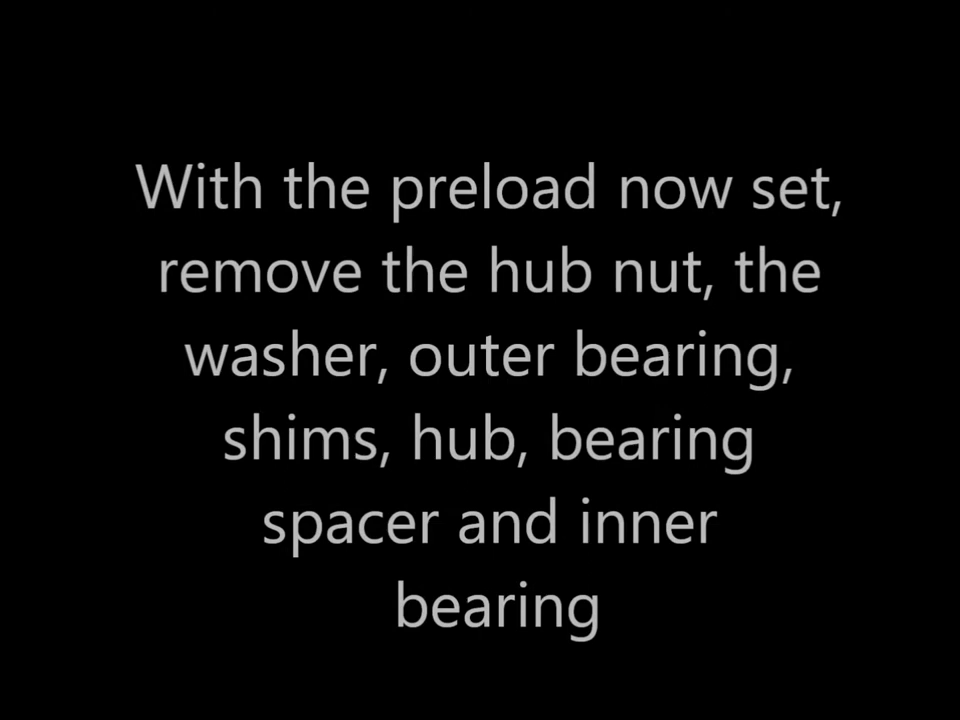 With the preload now set,
remove the hub nut, the
washer, outer bearing,
shims, hub, bearing
spacer and inner
bearing